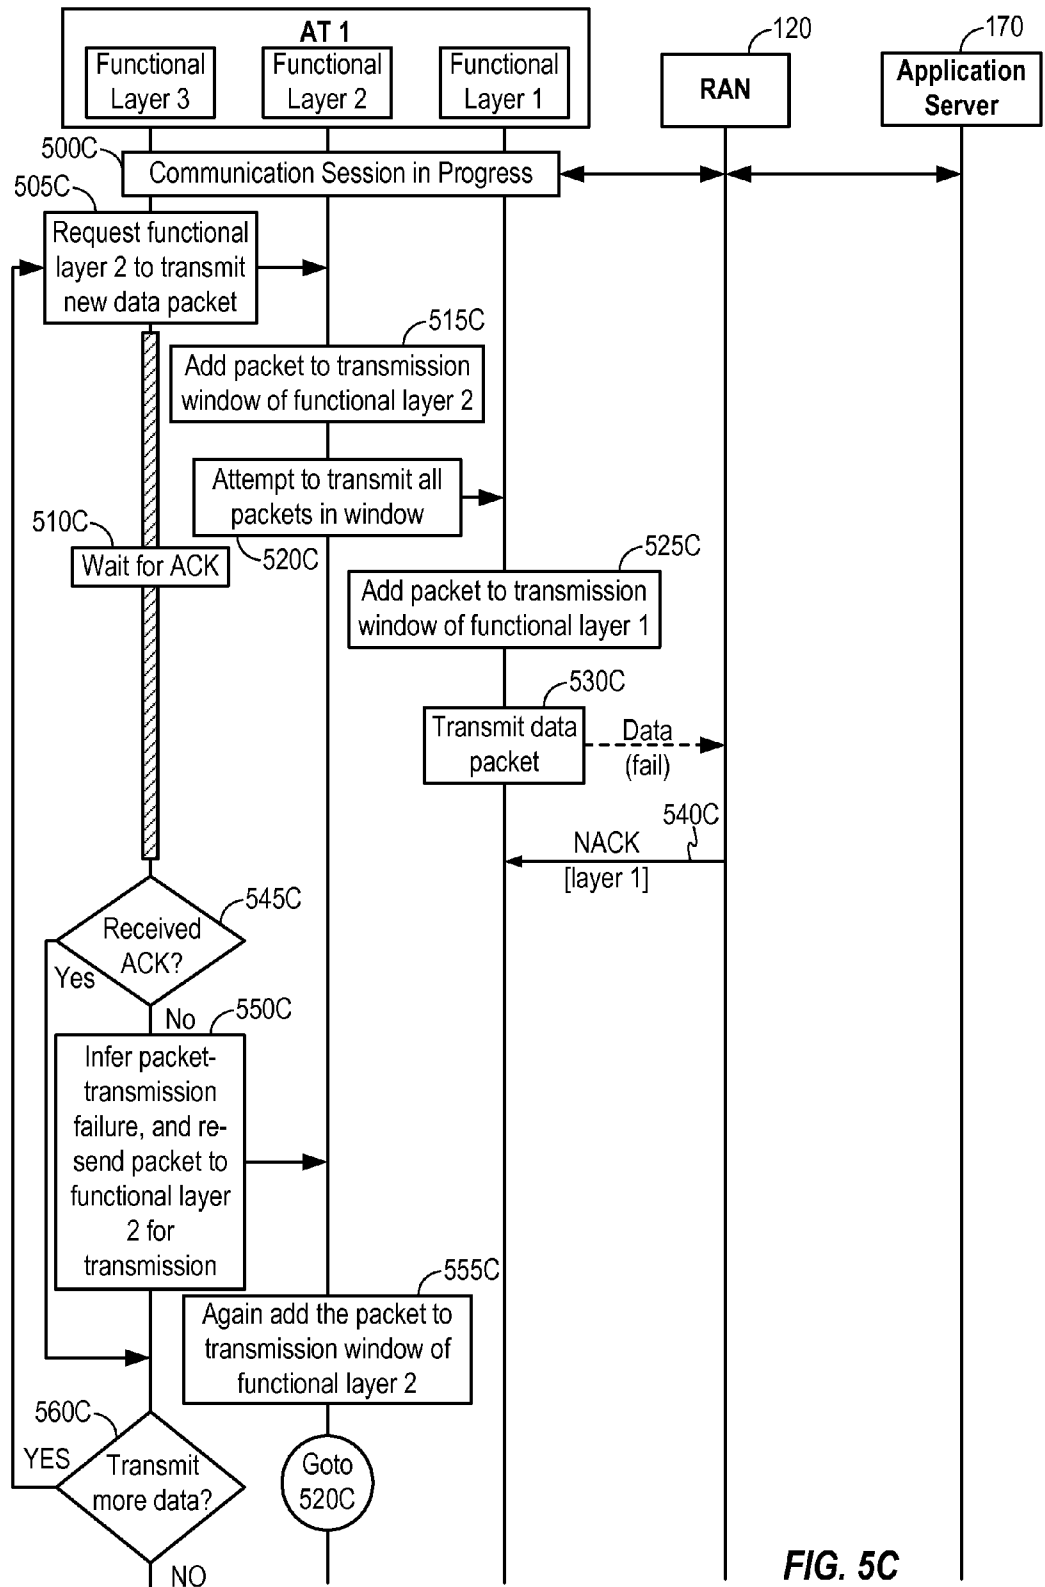 AT 1
120
170
Functional
Layer 3
Functional
Layer 2
Functional
Layer 1
RAN
Application
Server
500C
Communication Session in Progress
505C
Request functional
layer 2 to transmit
new data packet
515C
Add packet to transmission
window of functional layer 2
Attempt to transmit all
packets in window
510C
520C
525C
Wait for ACK
Add packet to transmission
window of functional layer 1
530C
Transmit data
packet
Data
(fail)
540C
NACK
[layer 1]
545C
Received
ACK?
Yes
No
550C
Infer packet-
transmission
failure, and re-
send packet to
functional layer
2 for
transmission
555C
Again add the packet to
transmission window of
functional layer 2
560C
YES
Transmit
more data?
Goto
520C
NO
FIG. 5C